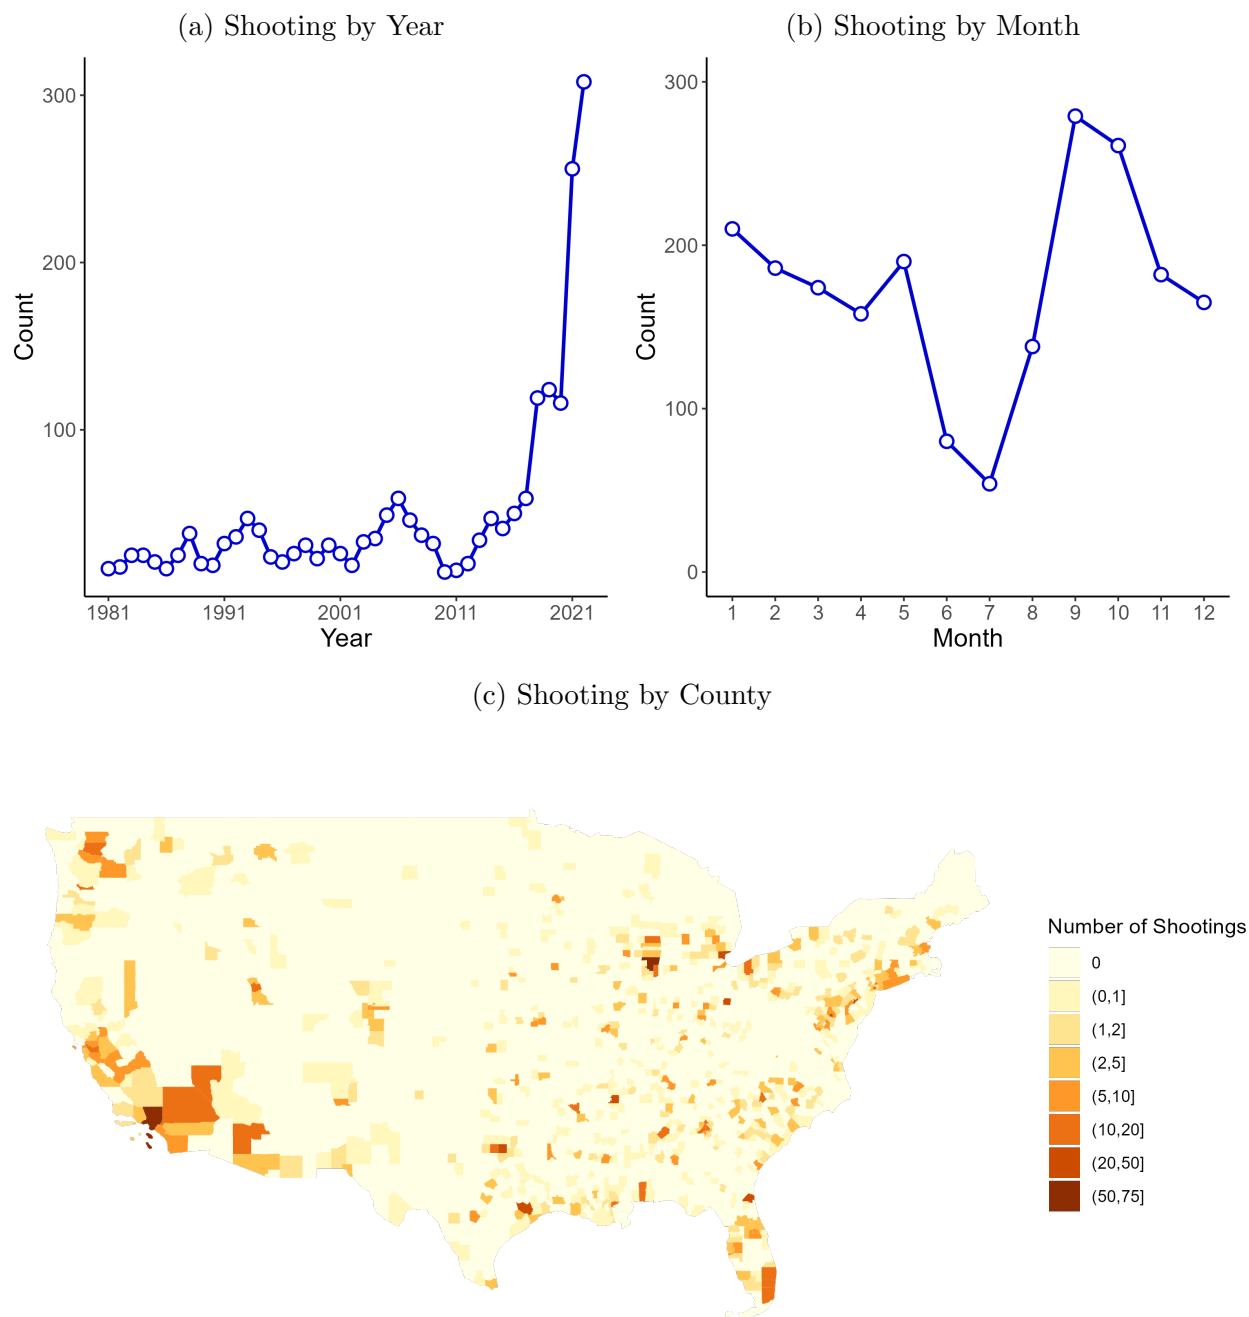 (a) Shooting by Year
(b) Shooting by Month
300
200
100
Count
1981 1991 2001 2011 2021
Year
300
200
100
0
Count
1 2 3 4 5 6 7 8 9 10 11 12
Month
(c) Shooting by County
Number of Shootings
0
(0,1]
(1,2]
(2,5]
(5,10]
(10,20]
(20,50]
(50,75]